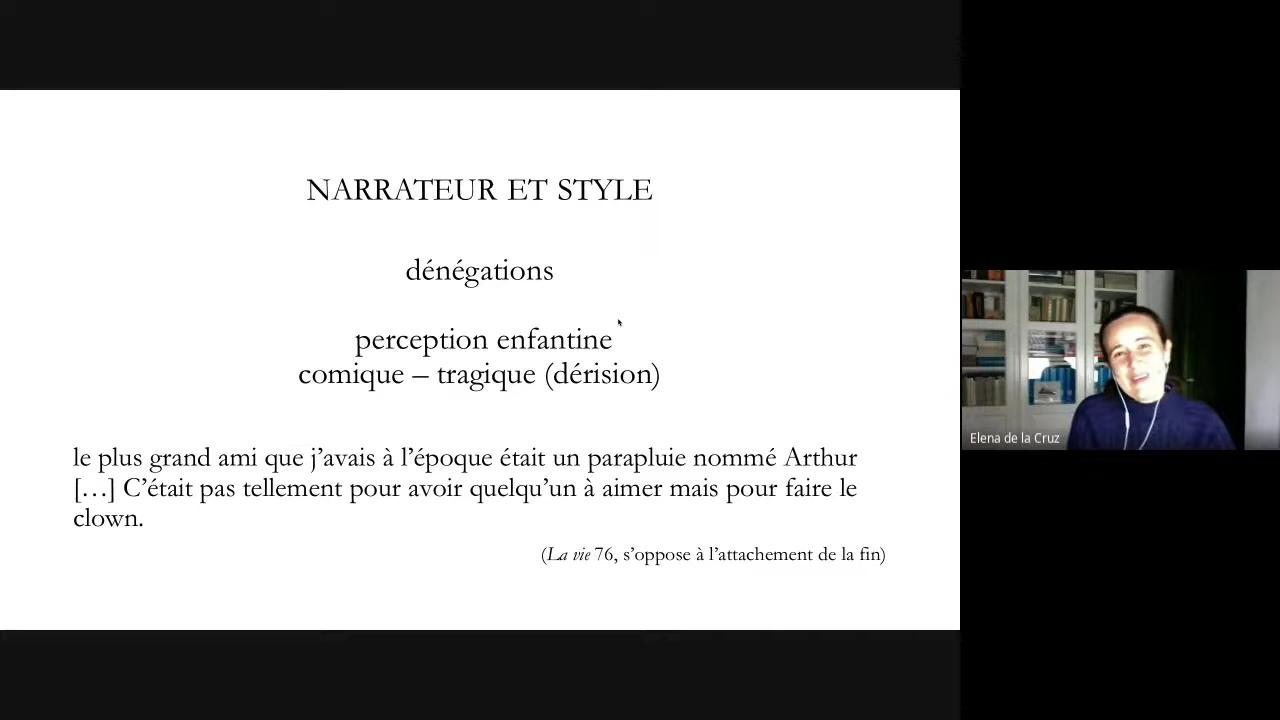 NARRATEUR ET STYLE
dénégations
perception enfantine
comique – tragique (dérision)
le plus grand ami que j’avais à l’époque était un parapluie nommé Arthur
[…] C’était pas tellement pour avoir quelqu’un à aimer mais pour faire le
clown.
(La vie 76, s’oppose à l’attachement de la fin)
Elena de la Cruz